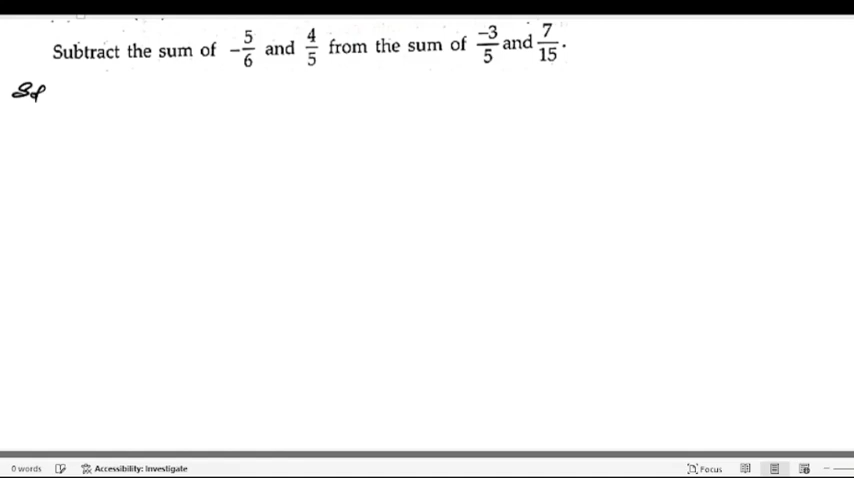 Subtract the sum of -5/6 and 4/5 from the sum of -3/5 and 7/15.
0 words Accessibility: Investigate Focus